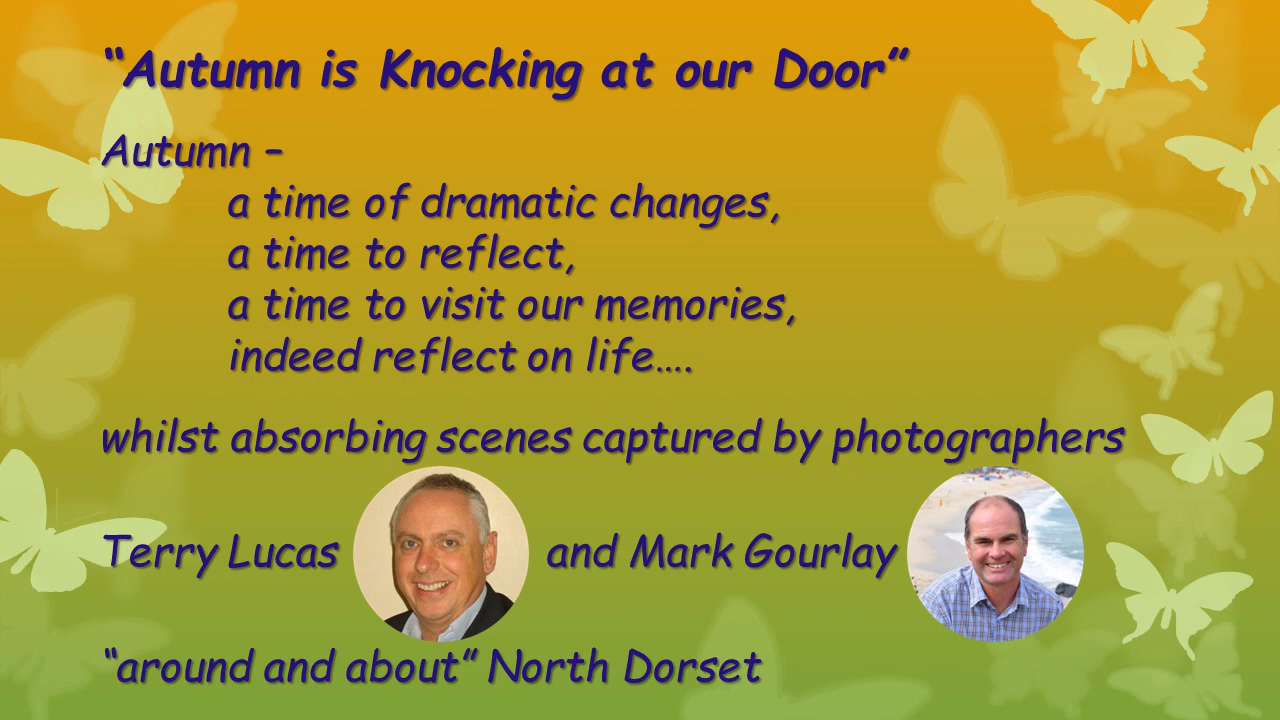 “Autumn is Knocking at our Door”
Autumn –
a time of dramatic changes,
a time to reflect,
a time to visit our memories,
indeed reflect on life….
whilst absorbing scenes captured by photographers
Terry Lucas and Mark Gourlay
“around and about” North Dorset